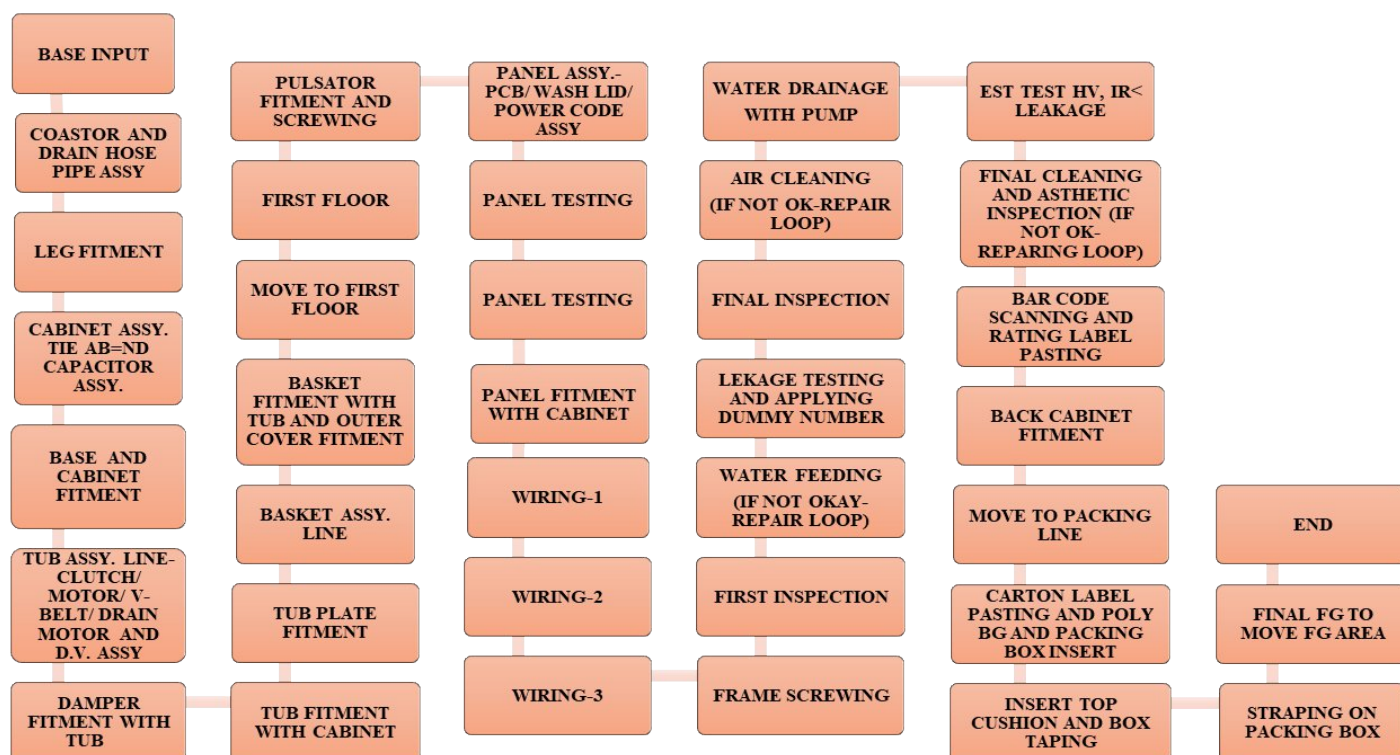 BASE INPUT
COASTOR AND
DRAIN HOSE
PIPE ASSY
LEG FITMENT
CABINET ASSY.
TIE AB=ND
CAPACITOR
ASSY.
BASE AND
CABINET
FITMENT
TUB ASSY. LINE-
CLUTCH/
MOTOR/ V-
BELT/ DRAIN
MOTOR AND
D.V. ASSY
DAMPER
FITMENT WITH
TUB
TUB FITMENT
WITH CABINET
TUB PLATE
FITMENT
BASKET ASSY.
LINE
BASKET
FITMENT WITH
TUB AND OUTER
COVER FITMENT
MOVE TO FIRST
FLOOR
FIRST FLOOR
PULSATOR
FITMENT AND
SCREWING
PANEL ASSY.-
PCB/ WASH LID/
POWER CODE
ASSY
PANEL TESTING
PANEL TESTING
PANEL FITMENT
WITH CABINET
WIRING-1
WIRING-2
WIRING-3
FRAME SCREWING
FIRST INSPECTION
WATER FEEDING
(IF NOT OKAY-
REPAIR LOOP)
LEKAGE TESTING
AND APPLYING
DUMMY NUMBER
FINAL INSPECTION
AIR CLEANING
(IF NOT OK-REPAIR
LOOP)
WATER DRAINAGE
WITH PUMP
EST TEST HV, IR<
LEAKAGE
FINAL CLEANING
AND ASTHETIC
INSPECTION (IF
NOT OK-
REPARING LOOP)
BAR CODE
SCANNING AND
RATING LABEL
PASTING
BACK CABINET
FITMENT
MOVE TO PACKING
LINE
CARTON LABEL
PASTING AND POLY
BG AND PACKING
BOX INSERT
INSERT TOP
CUSHION AND BOX
TAPING
STRAPING ON
PACKING BOX
FINAL FG TO
MOVE FG AREA
END